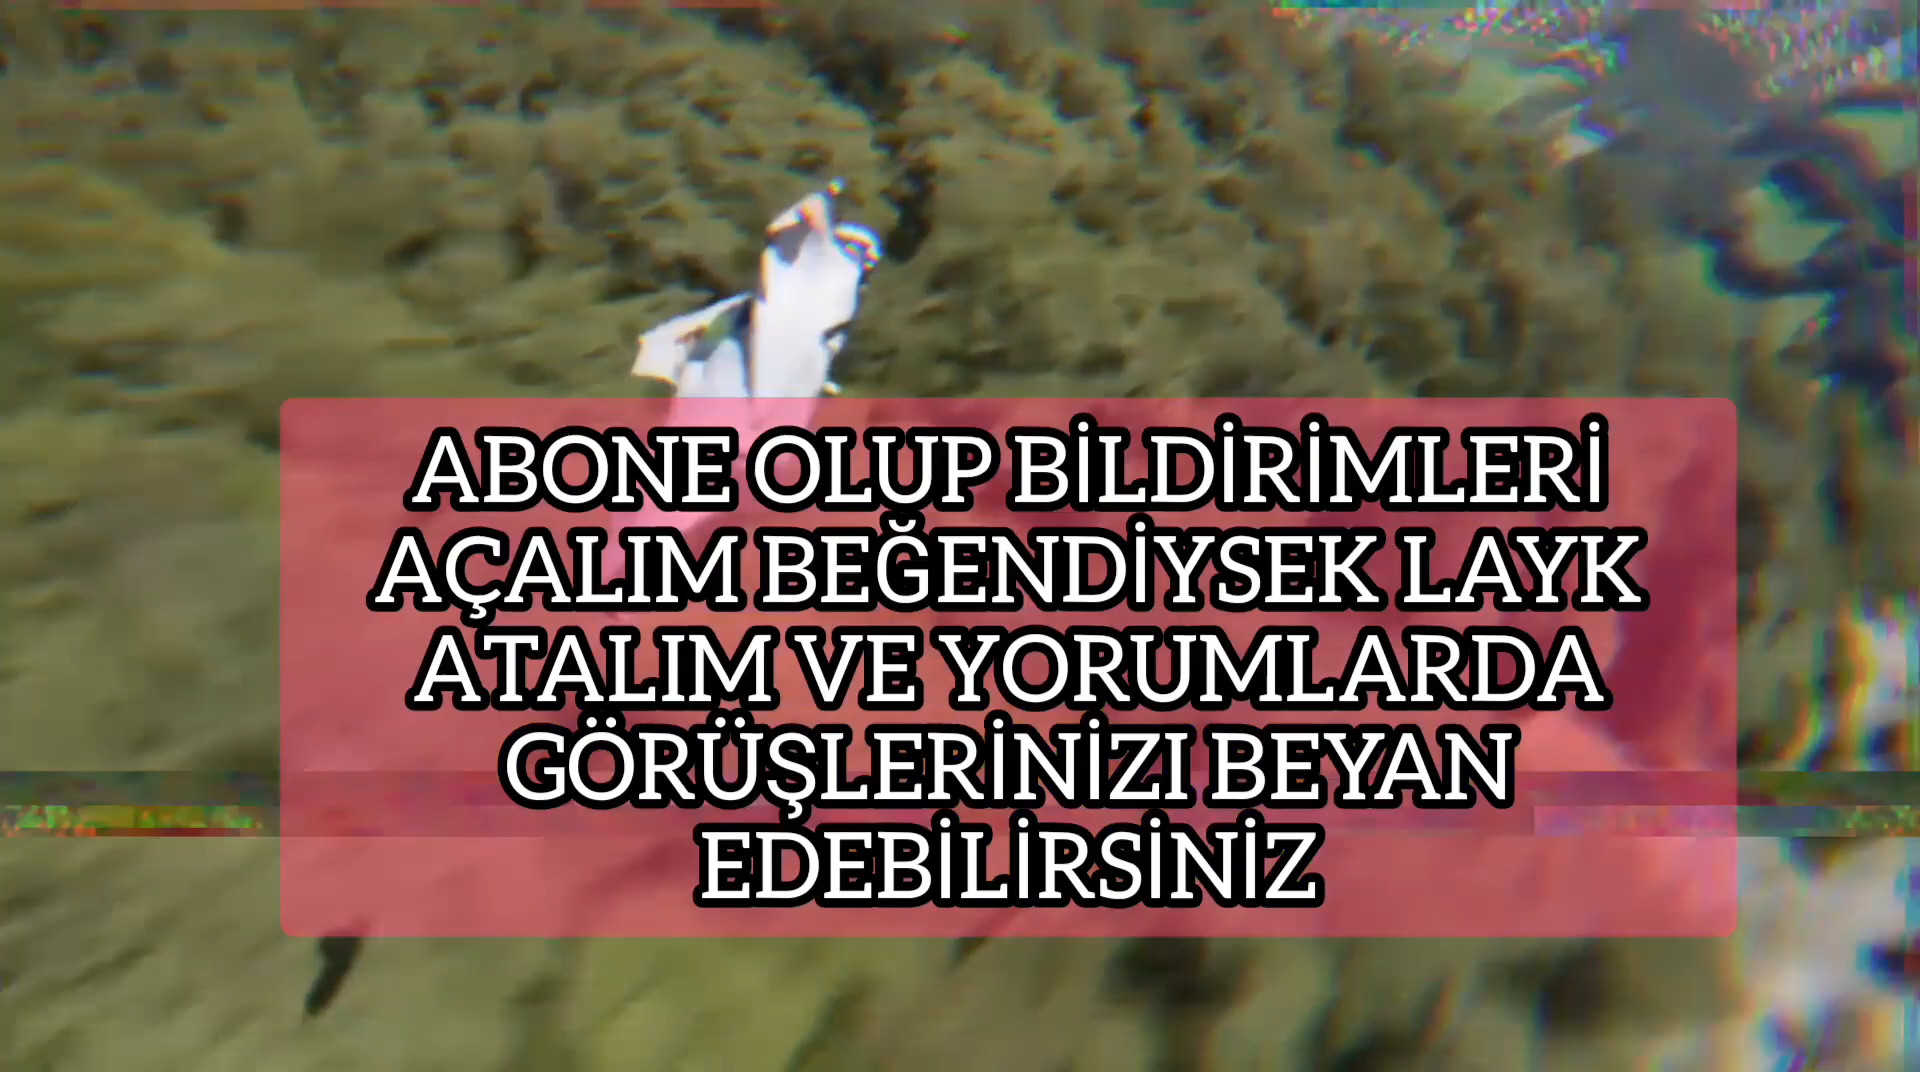 ABONE OLUP BİLDİRİMLERİ
AÇALIM BEĞENDİYSEK LAYK
ATALIM VE YORUMLARDA
GÖRÜŞLERİNİZI BEYAN
EDEBİLİRSİNİZ